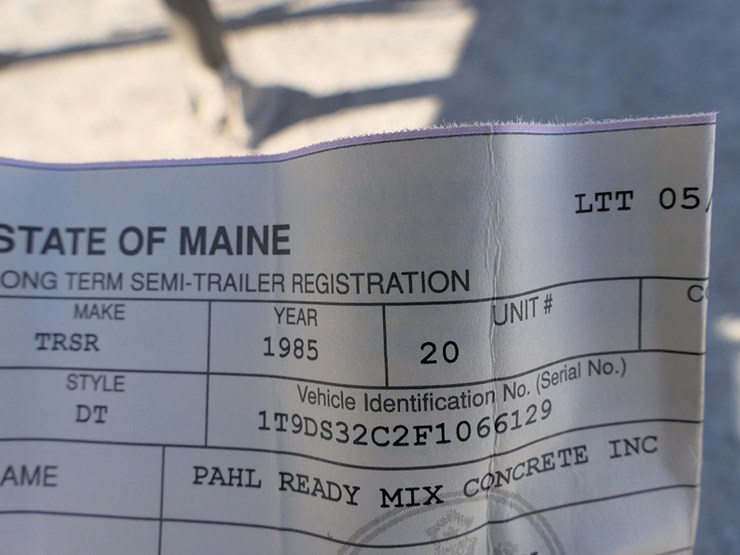 LTT 05/
STATE OF MAINE
ONG TERM SEMI-TRAILER REGISTRATION
MAKE YEAR UNIT #
TRSR 1985 20
STYLE Vehicle Identification No. (Serial No.)
DT 1T9DS32C2F1066129
AME PAHL READY MIX CONCRETE INC